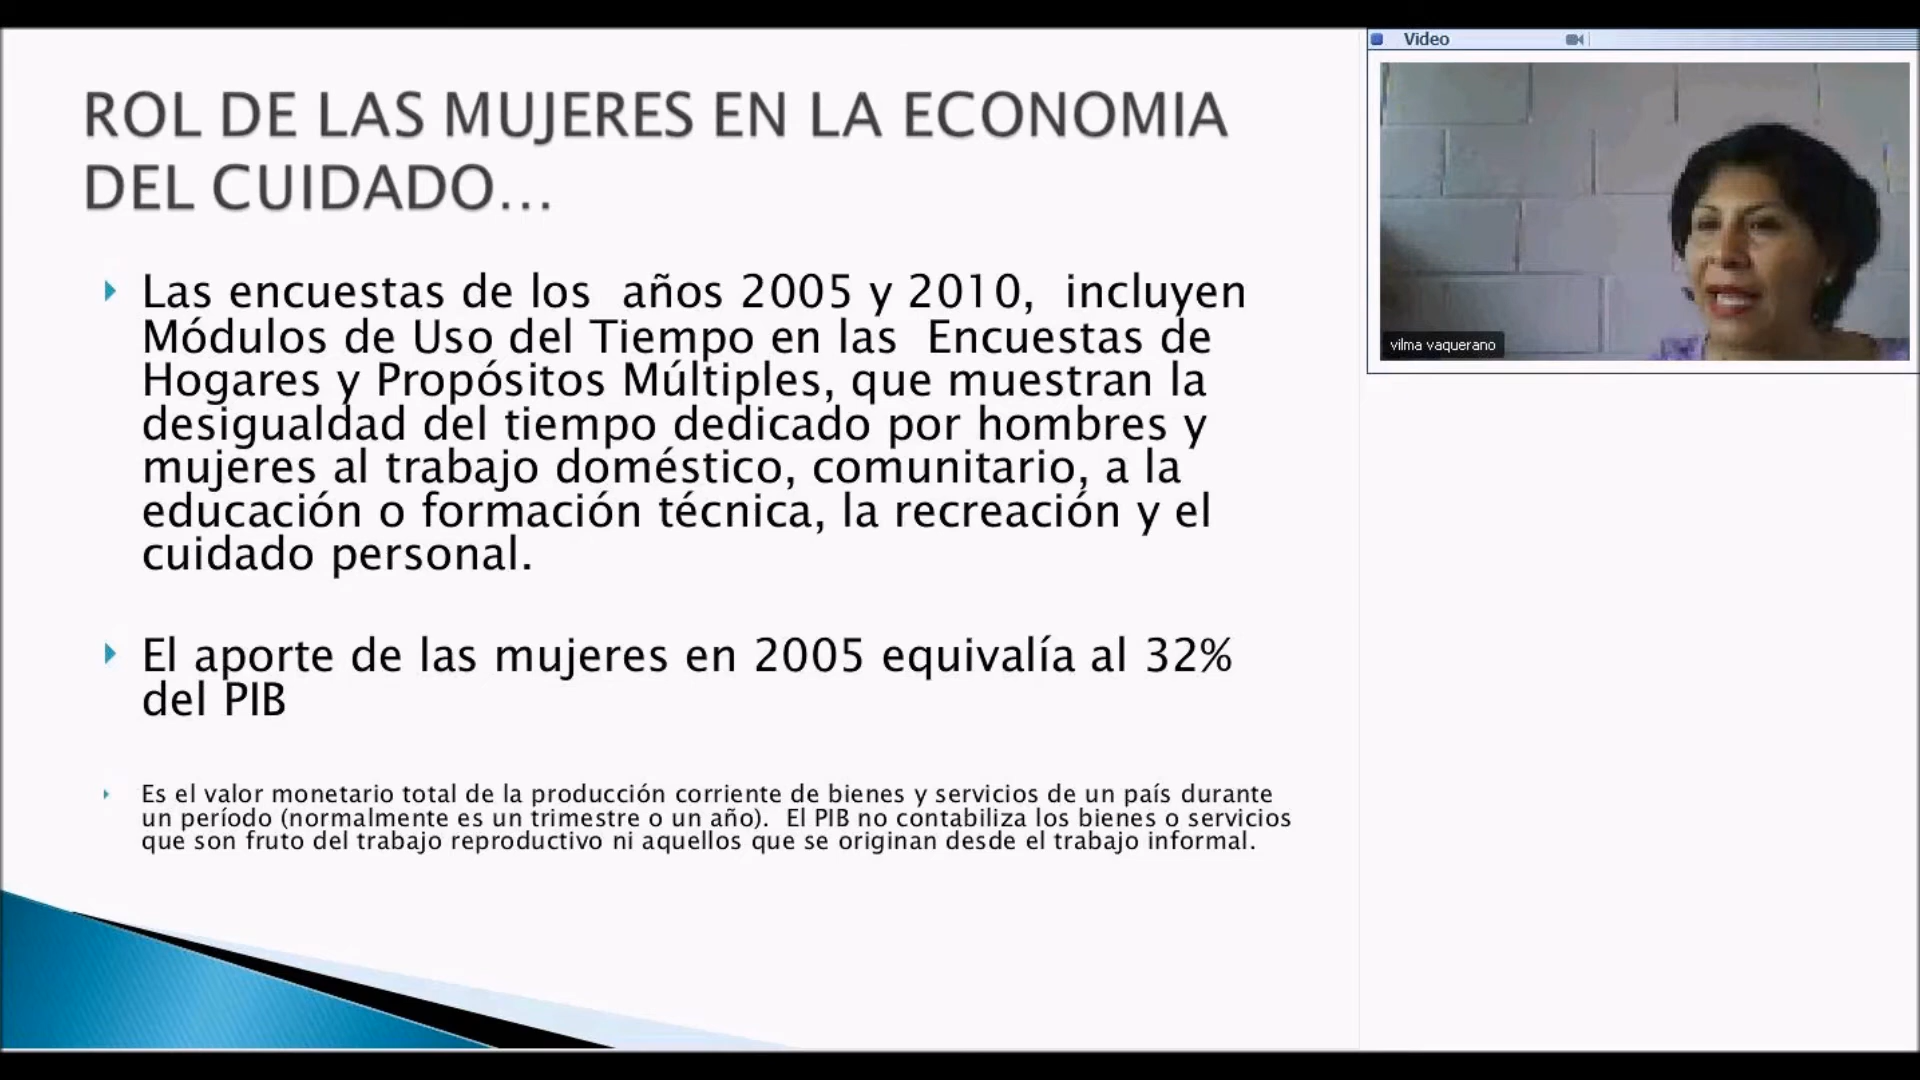 ROL DE LAS MUJERES EN LA ECONOMIA
DEL CUIDADO...
Las encuestas de los años 2005 y 2010, incluyen
Módulos de Uso del Tiempo en las Encuestas de
Hogares y Propósitos Múltiples, que muestran la
desigualdad del tiempo dedicado por hombres y
mujeres al trabajo doméstico, comunitario, a la
educación o formación técnica, la recreación y el
cuidado personal.
El aporte de las mujeres en 2005 equivalía al 32%
del PIB
Es el valor monetario total de la producción corriente de bienes y servicios de un país durante
un período (normalmente es un trimestre o un año). El PIB no contabiliza los bienes o servicios
que son fruto del trabajo reproductivo ni aquellos que se originan desde el trabajo informal.
Video
vilma vaquerano